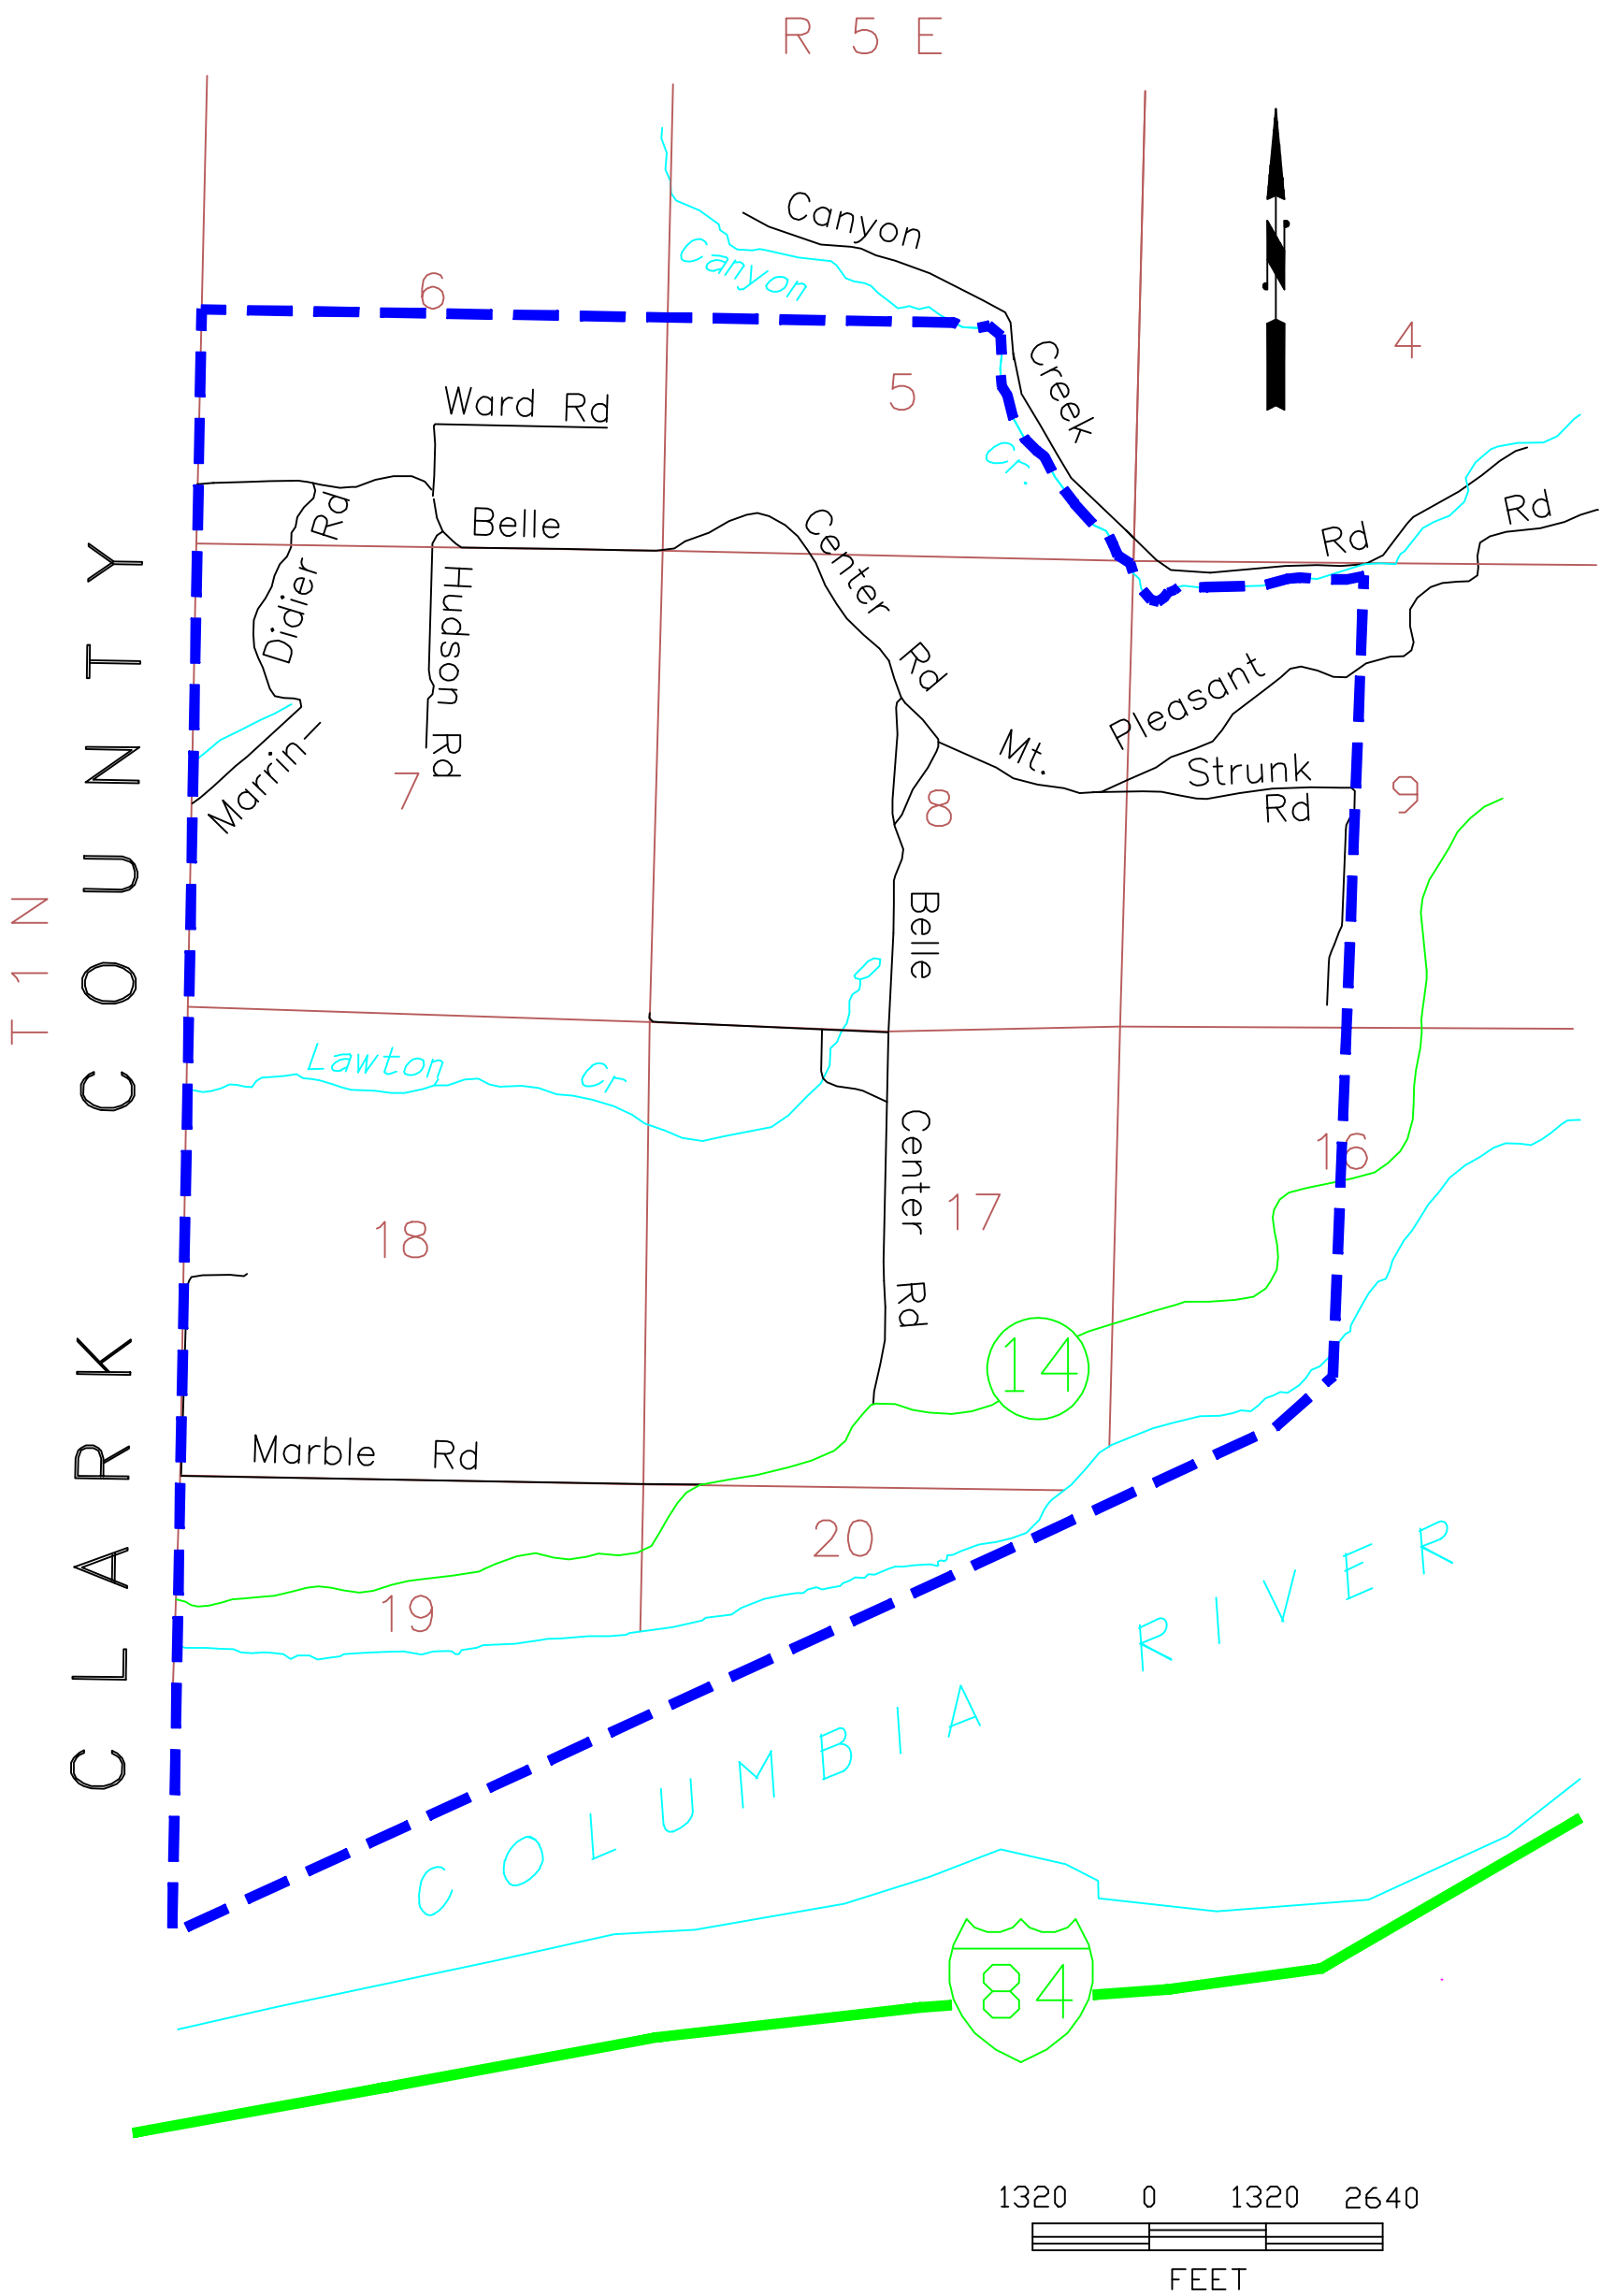 R 5 E
Canyon
Canyon
6
4
Creek
5
Ward Rd
Cr.
Rd
Belle
Center
Rd
Rd
Didier Rd
Hudson Rd
Rd
Pleasant
Mt.
Strunk
Rd
Marrin-
7
8
9
T 1 N
CLARK COUNTY
Belle
Lawton Cr
Center Rd
16
17
18
14
Marble Rd
20
19
COLUMBIA RIVER
84
1320 0 1320 2640
FEET